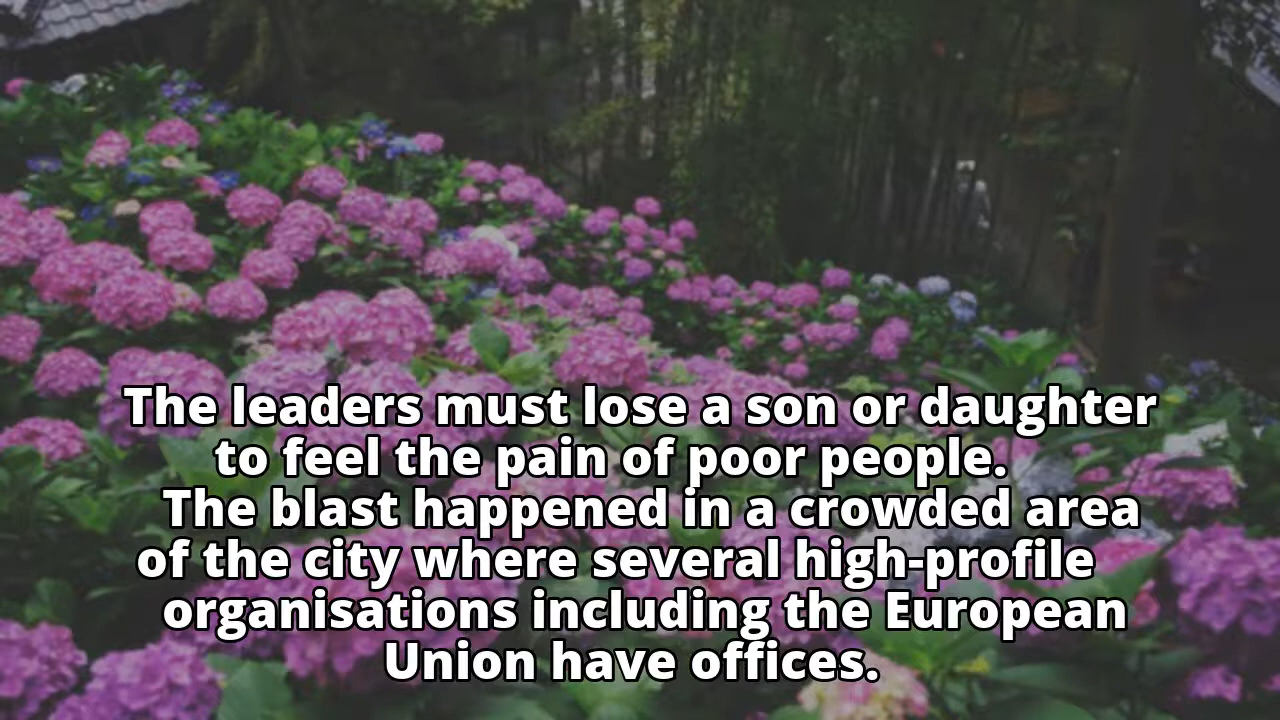 The leaders must lose a son or daughter
to feel the pain of poor people.
The blast happened in a crowded area
of the city where several high-profile
organisations including the European
Union have offices.